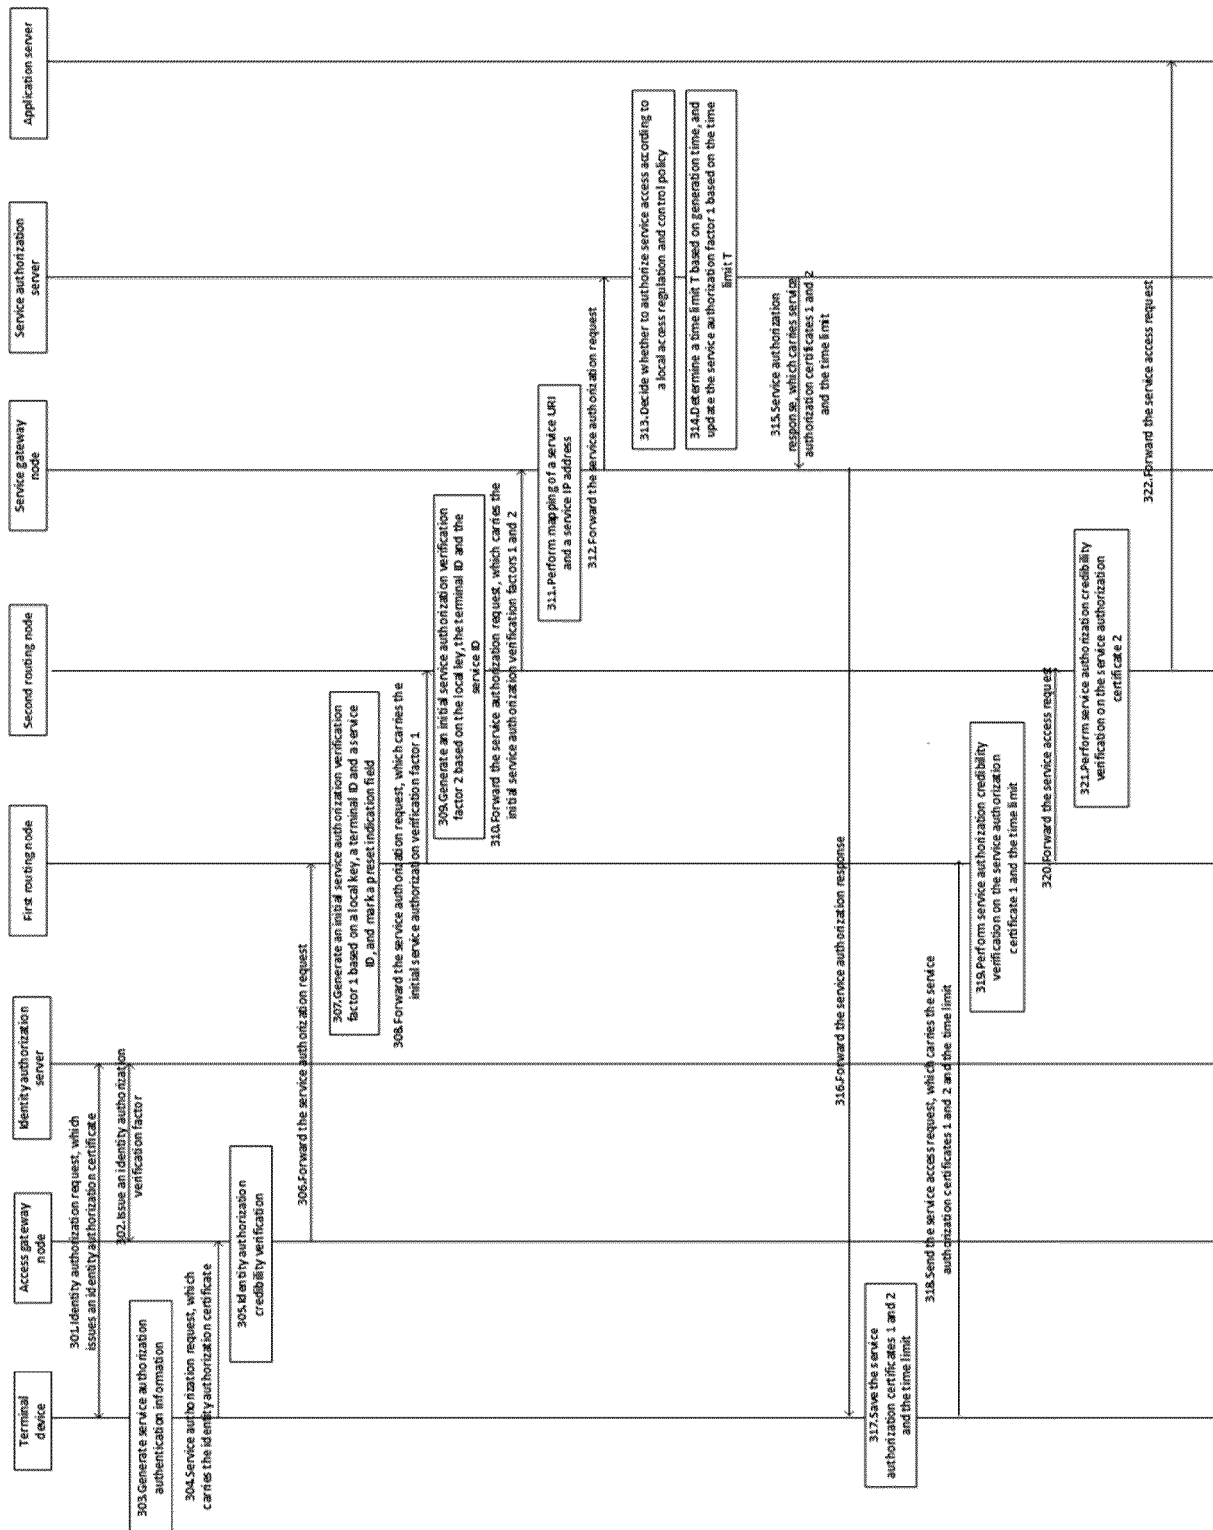 Terminal
device
Access gateway
node
Identity authorization
server
First routing node
Second routing node
Service gateway
node
Service authorization
server
Application server
301.Identity authorization request, which
issues an identity authorization certificate
302.Issue an identity authorization
verification factor
303.Generate service authorization
authentication information
304.Service authorization request, which
carries the identity authorization certificate
305.Identity authorization
credibility verification
306.Forward the service authorization request
307.Generate an initial service authorization verification
factor 1 based on a local key, a terminal ID and a service
ID, and mark a preset indication field
308.Forward the service authorization request, which carries the
initial service authorization verification factor 1
309.Generate an initial service authorization verification
factor 2 based on the local key, the terminal ID and the
service ID
310.Forward the service authorization request, which carries the
initial service authorization verification factors 1 and 2
311.Perform mapping of a service URI
and a service IP address
312.Forward the service authorization request
313.Decide whether to authorize service access according to
a local access regulation and control policy
314.Determine a time limit T based on generation time, and
update the service authorization factor 1 based on the time
limit T
315.Service authorization
response, which carries service
authorization certificates 1 and 2
and the time limit
316.Forward the service authorization response
317.Save the service
authorization certificates 1 and 2
and the time limit
318.Send the service access request, which carries the service
authorization certificates 1 and 2 and the time limit
319.Perform service authorization credibility
verification on the service authorization
certificate 1 and the time limit
320.Forward the service access request
321.Perform service authorization credibility
verification on the service authorization
certificate 2
322.Forward the service access request